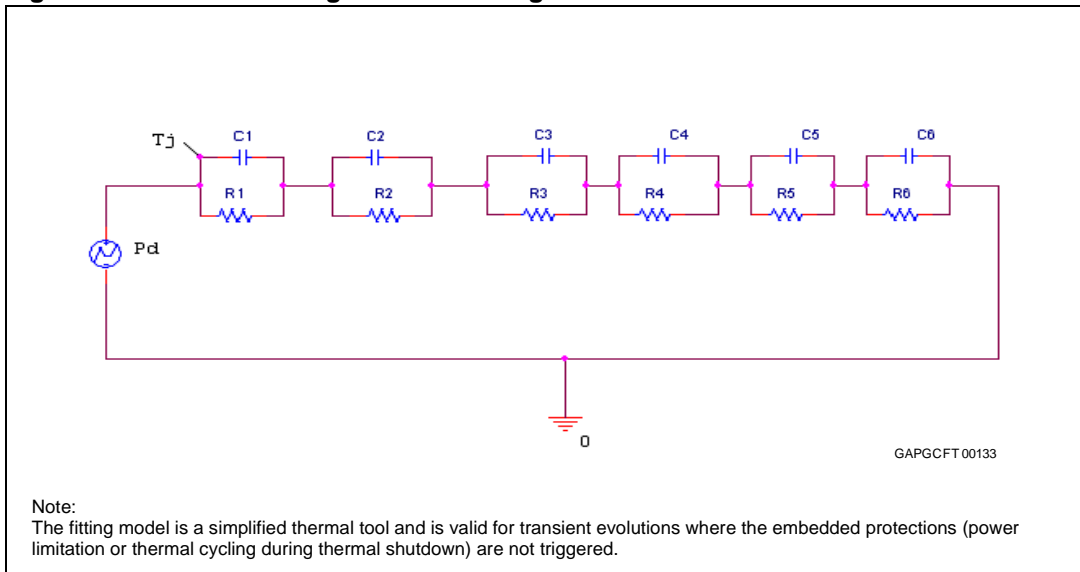 Tj
C1
C2
C3
C4
C5
C6
R1
R2
R3
R4
R5
R6
Pd
0
GAPGCFT00133
Note:
The fitting model is a simplified thermal tool and is valid for transient evolutions where the embedded protections (power
limitation or thermal cycling during thermal shutdown) are not triggered.